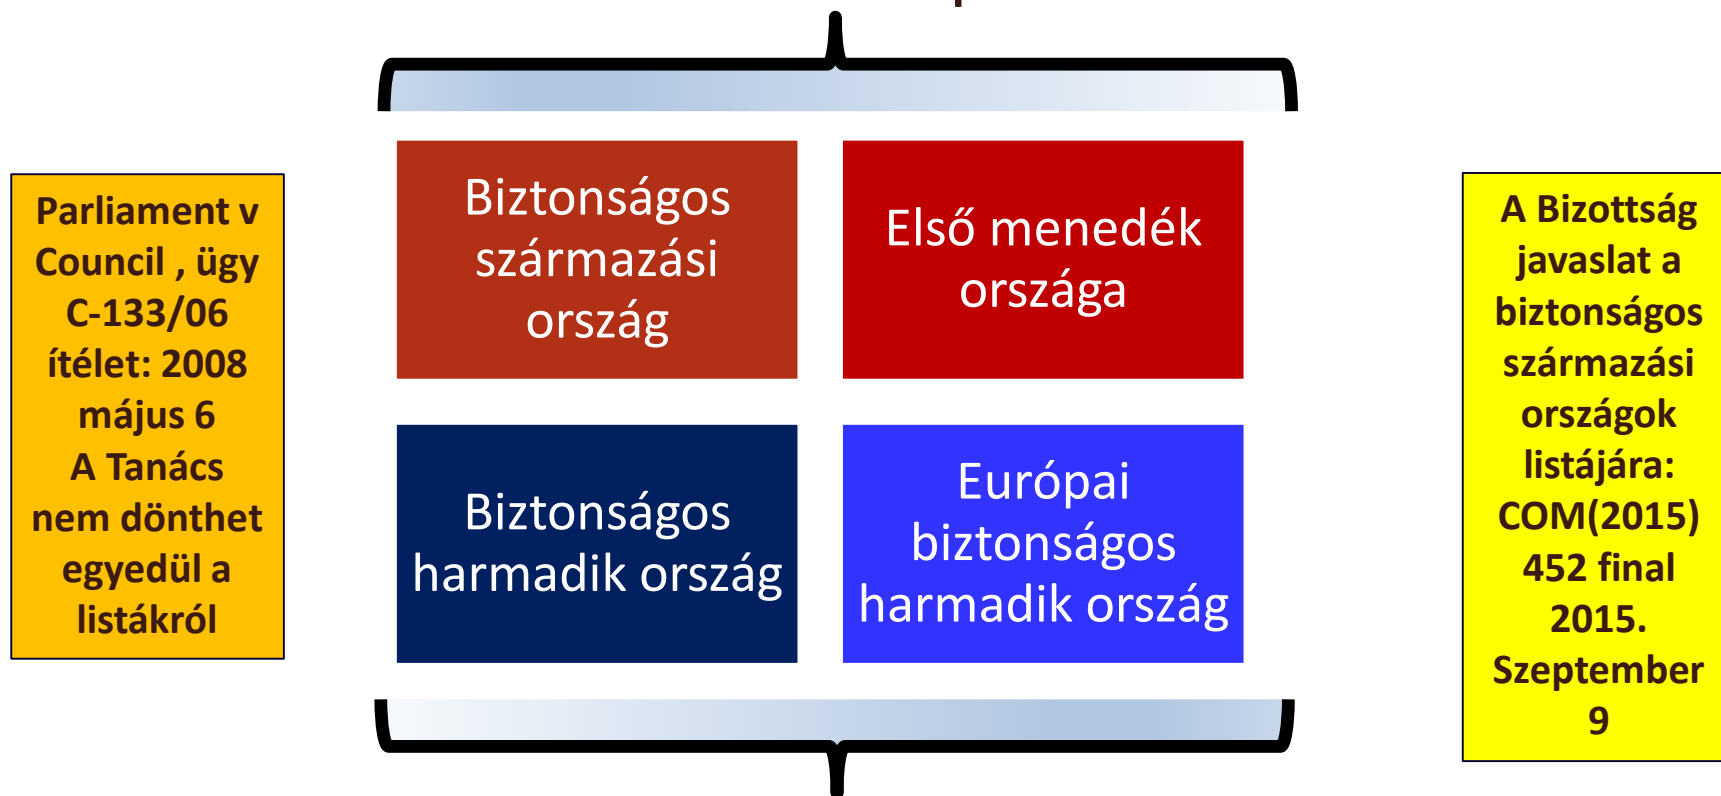 Parliament v
Council , ügy
C-133/06
ítélet: 2008
május 6
A Tanács
nem dönthet
egyedül a
listákról
Biztonságos
származási
ország
Első menedék
országa
Biztonságos
harmadik ország
Európai
biztonságos
harmadik ország
A Bizottság
javaslat a
biztonságos
származási
országok
listájára:
COM(2015)
452 final
2015.
Szeptember
9